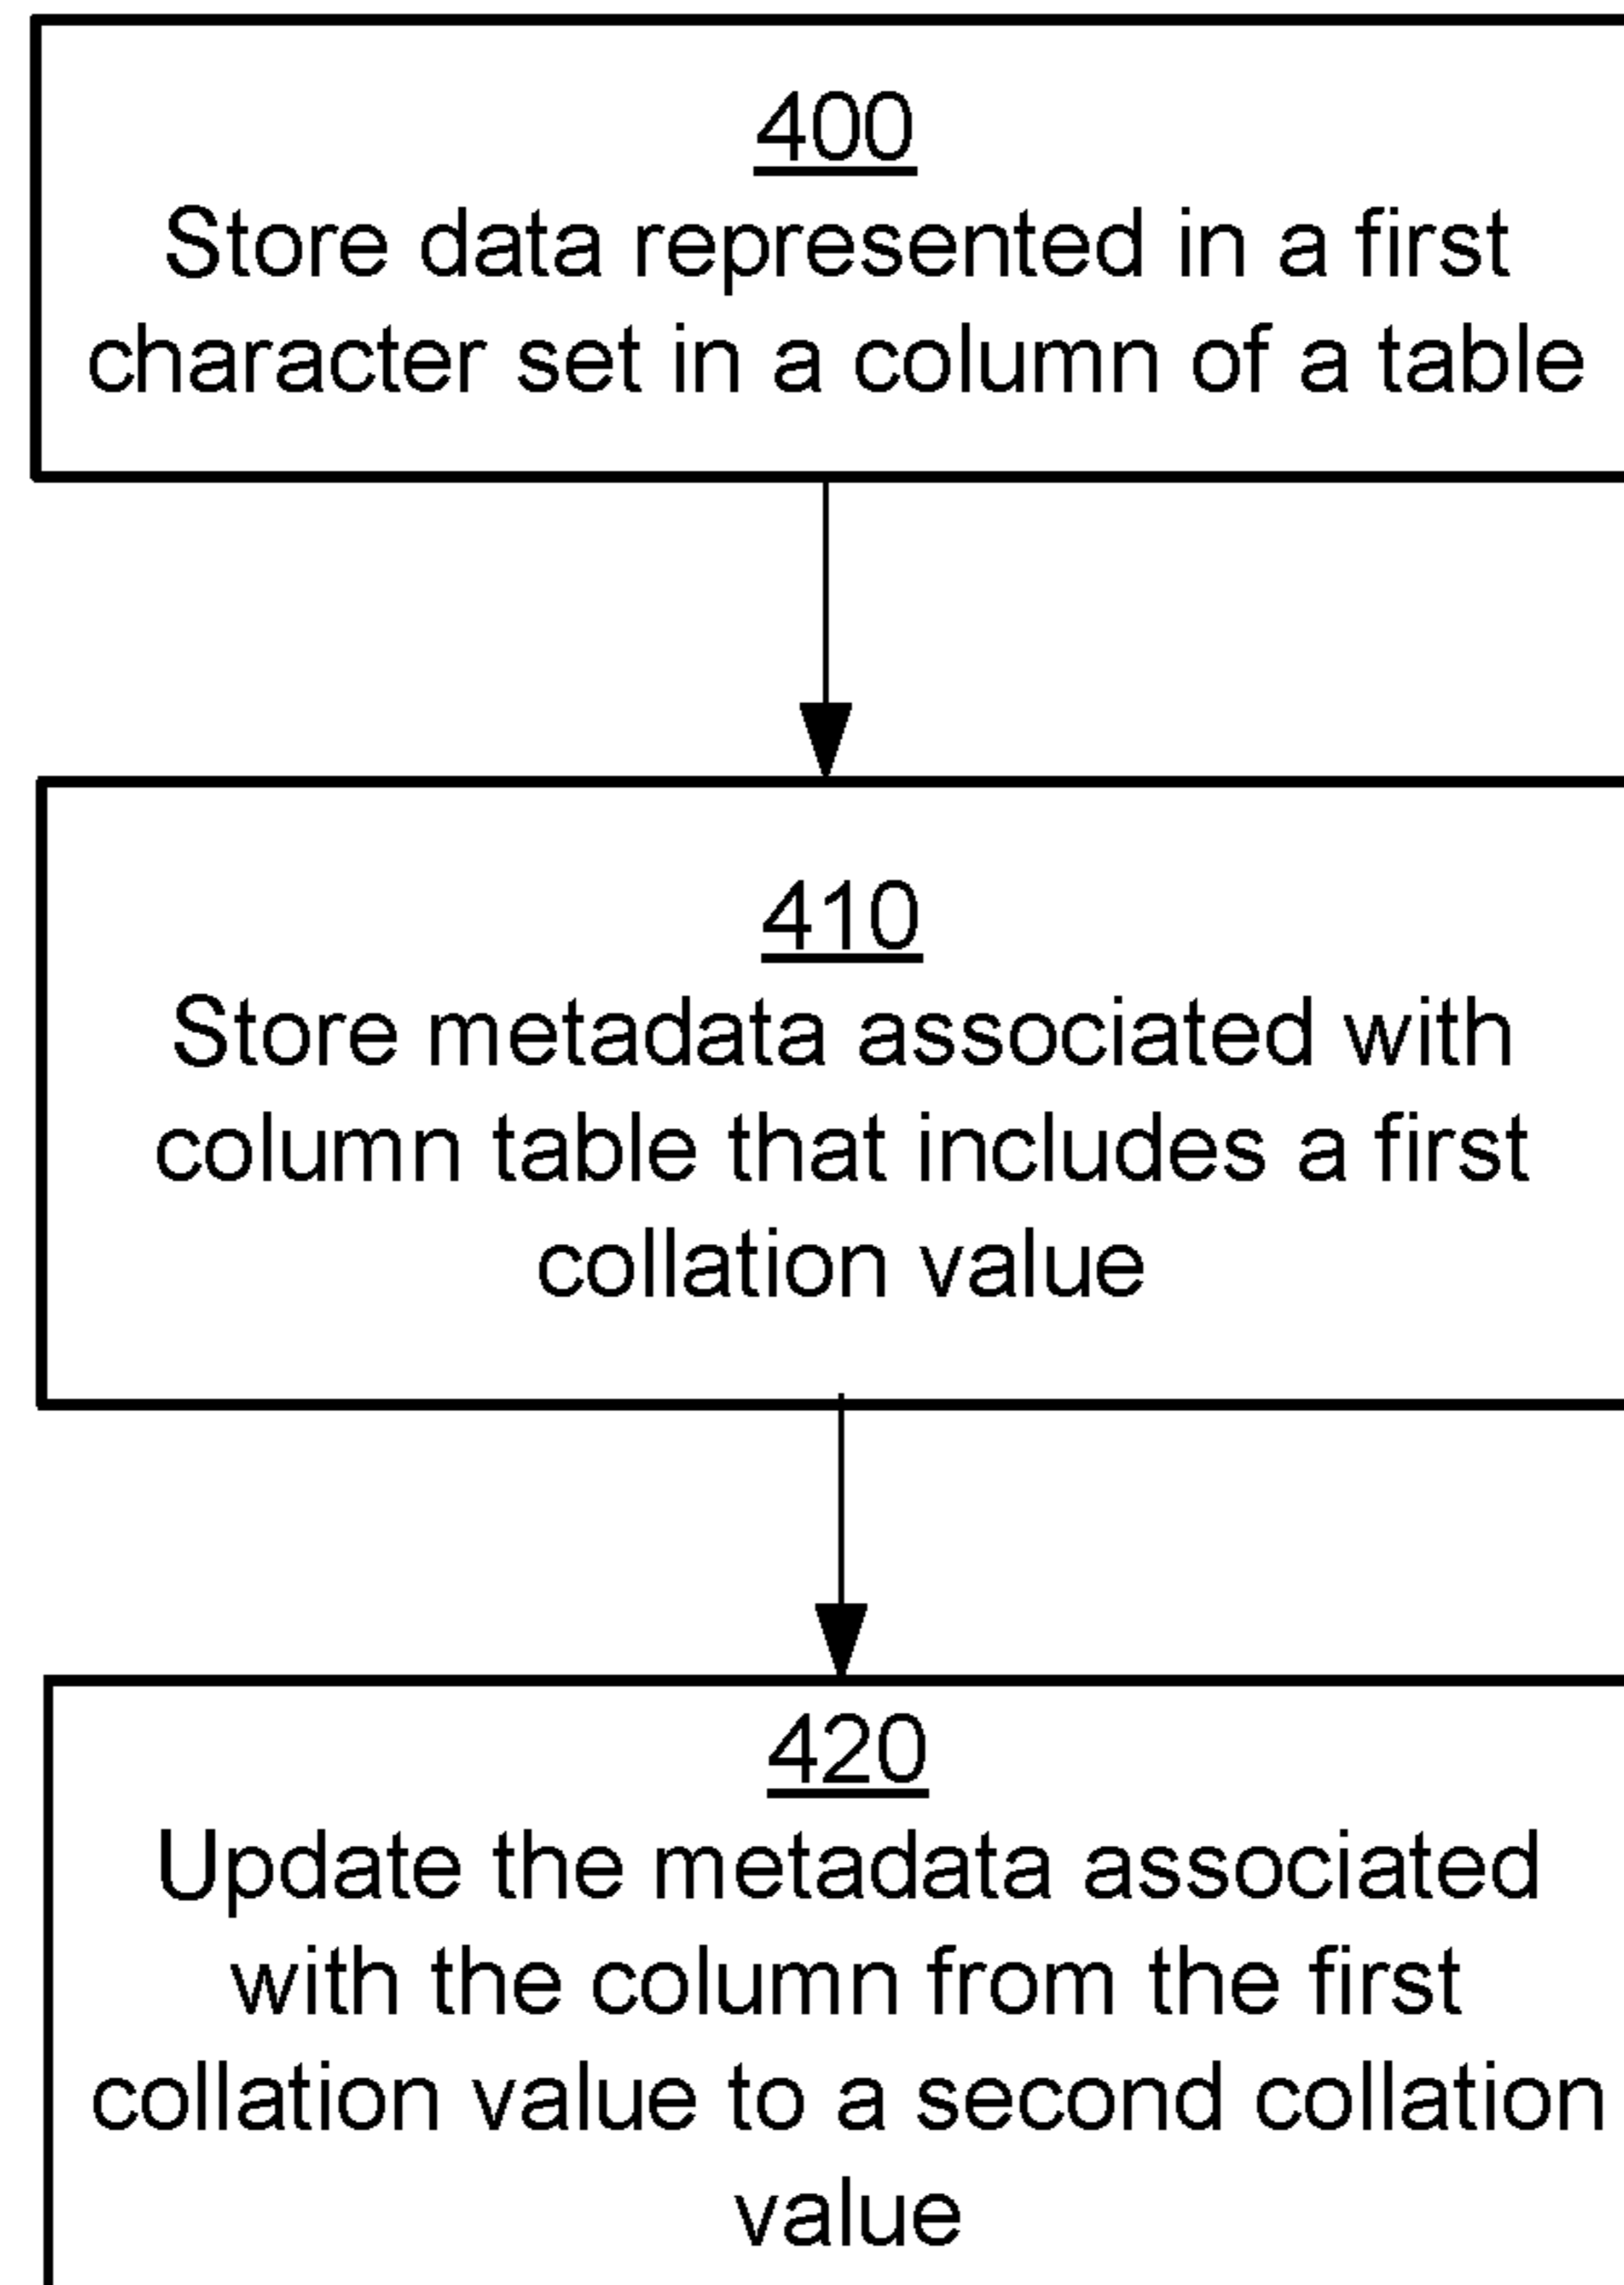 400
Store data represented in a first
character set in a column of a table
410
Store metadata associated with
column table that includes a first
collation value
420
Update the metadata associated
with the column from the first
collation value to a second collation
value